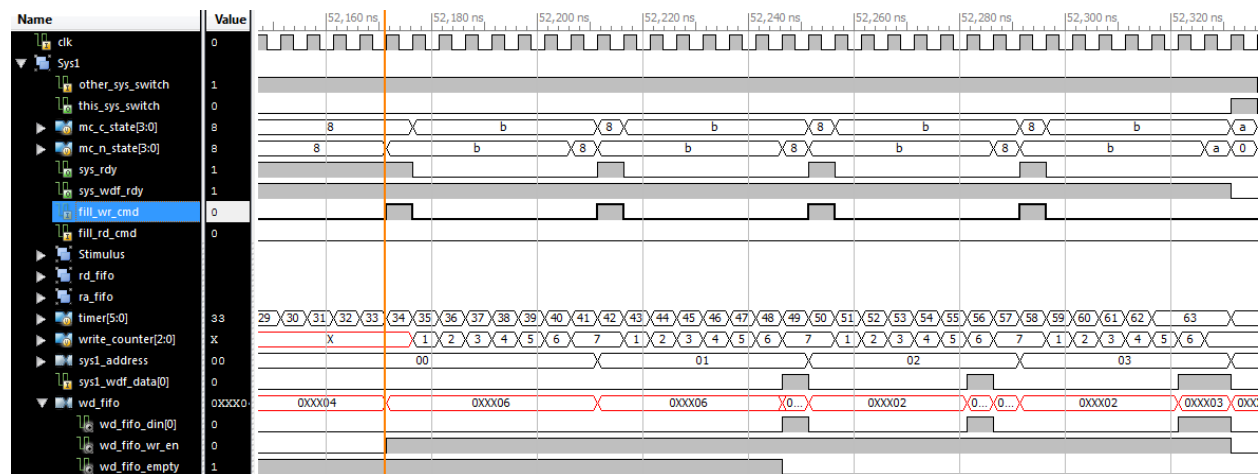 Name Value 52,160 ns 52,180 ns 52,200 ns 52,220 ns 52,240 ns 52,260 ns 52,280 ns 52,300 ns 52,320 ns
clk 0
Sys1
other_sys_switch 1
this_sys_switch 0
mc_c_state[3:0] 8 8 b 8 b 8 b 8 b a
mc_n_state[3:0] 8 8 b 8 b 8 b 8 b a 0
sys_rdy 1
sys_wdf_rdy 1
fill_wr_cmd 0
fill_rd_cmd 0
Stimulus
rd_fifo
ra_fifo
timer[5:0] 33 29 30 31 32 33 34 35 36 37 38 39 40 41 42 43 44 45 46 47 48 49 50 51 52 53 54 55 56 57 58 59 60 61 62 63
write_counter[2:0] X X 1 2 3 4 5 6 7 1 2 3 4 5 6 7 1 2 3 4 5 6 7 1 2 3 4 5 6
sys1_address 00 00 01 02 03
sys1_wdf_data[0] 0
wd_fifo 0XXX0 0XXX04 0XXX06 0XXX06 0... 0XXX02 0... 0... 0XXX02 0XXX03 0XX
wd_fifo_din[0] 0
wd_fifo_wr_en 0
wd_fifo_empty 1